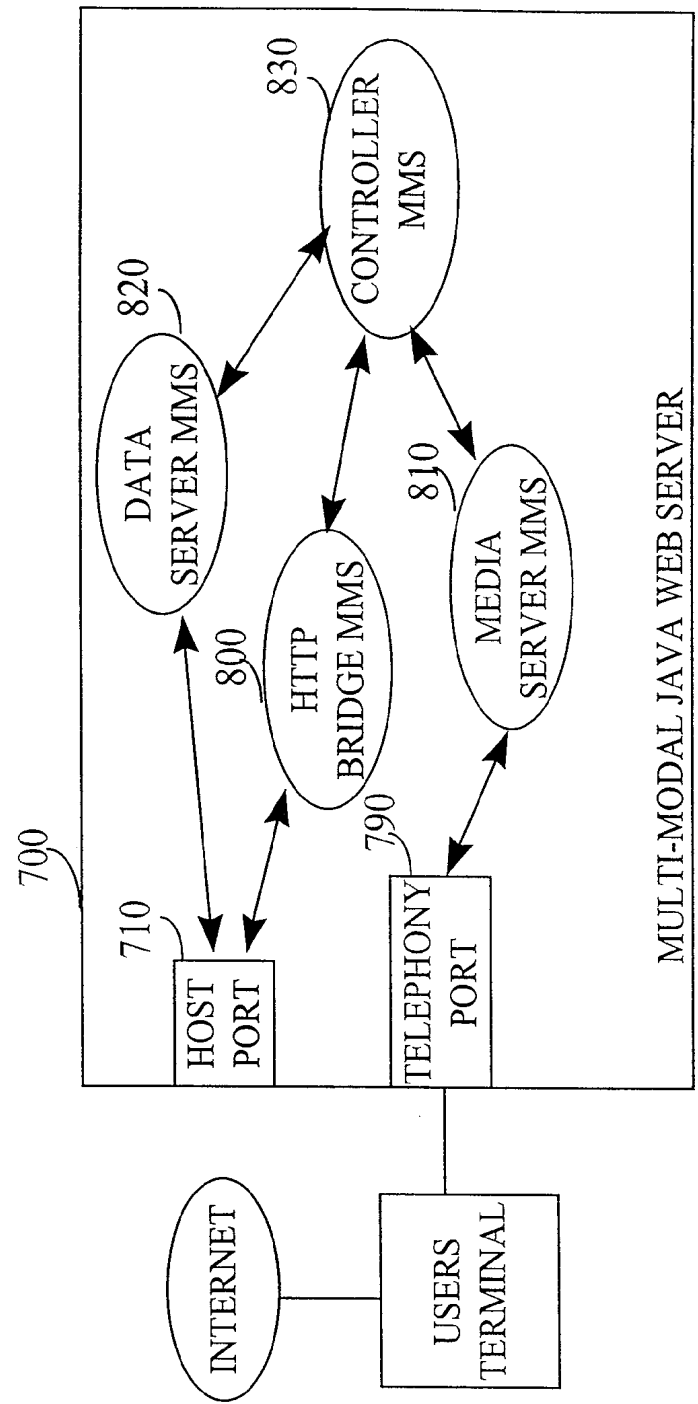 700
INTERNET
USERS
TERMINAL
710
HOST
PORT
TELEPHONY
PORT
790
DATA
SERVER MMS
820
HTTP
BRIDGE MMS
800
MEDIA
SERVER MMS
810
CONTROLLER
MMS
830
MULTI-MODAL JAVA WEB SERVER